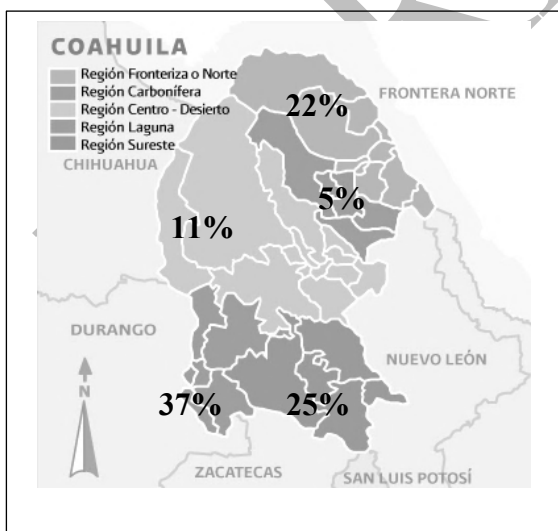 COAHUILA
Región Fronteriza o Norte
Región Carbonífera
Región Centro - Desierto
Región Laguna
Región Sureste
22%
FRONTERA NORTE
CHIHUAHUA
5%
11%
DURANGO
NUEVO LEÓN
N
37%
25%
ZACATECAS
SAN LUIS POTOSÍ